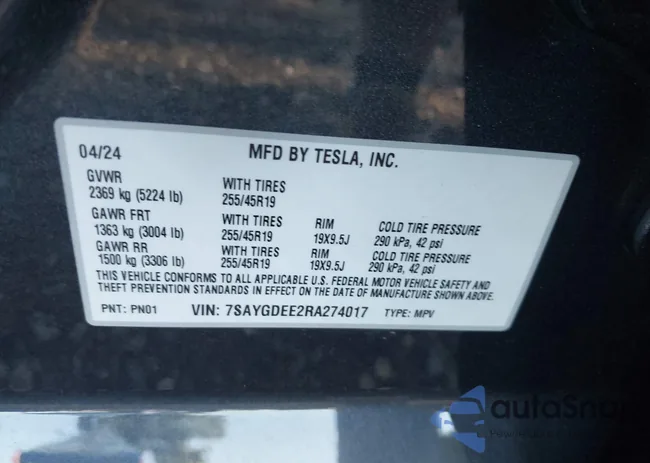 04/24 MFD BY TESLA, INC.
GVWR
2369 kg (5224 lb) WITH TIRES 255/45R19
GAWR FRT
1363 kg (3004 lb) WITH TIRES 255/45R19 RIM 19X9.5J COLD TIRE PRESSURE 290 kPa, 42 psi
GAWR RR
1500 kg (3306 lb) WITH TIRES 255/45R19 RIM 19X9.5J COLD TIRE PRESSURE 290 kPa, 42 psi
THIS VEHICLE CONFORMS TO ALL APPLICABLE U.S. FEDERAL MOTOR VEHICLE SAFETY AND
THEFT PREVENTION STANDARDS IN EFFECT ON THE DATE OF MANUFACTURE SHOWN ABOVE.
PNT: PN01 VIN: 7SAYGDEE2RA274017 TYPE: MPV